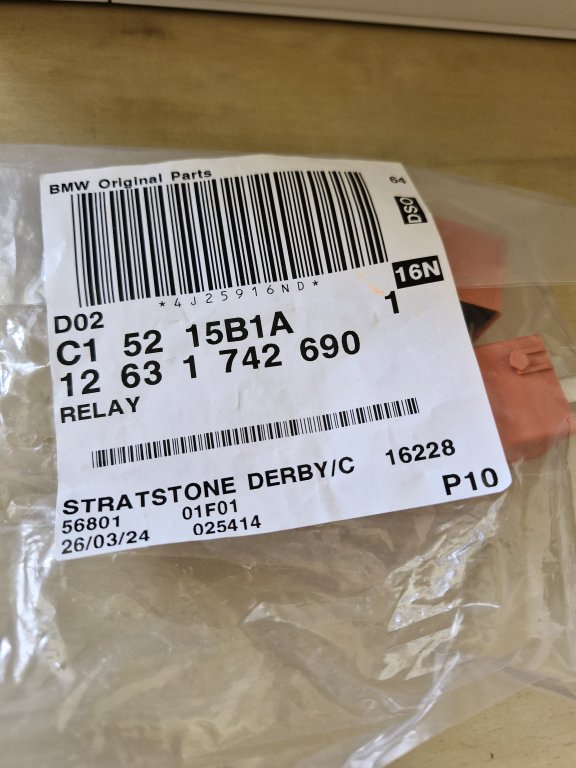 BMW Original Parts 64
DSO
*4J25916ND*
16N
D02 1
C1 52 15B1A
12 63 1 742 690
RELAY
STRATSTONE DERBY/C 16228
56801 01F01 P10
26/03/24 025414